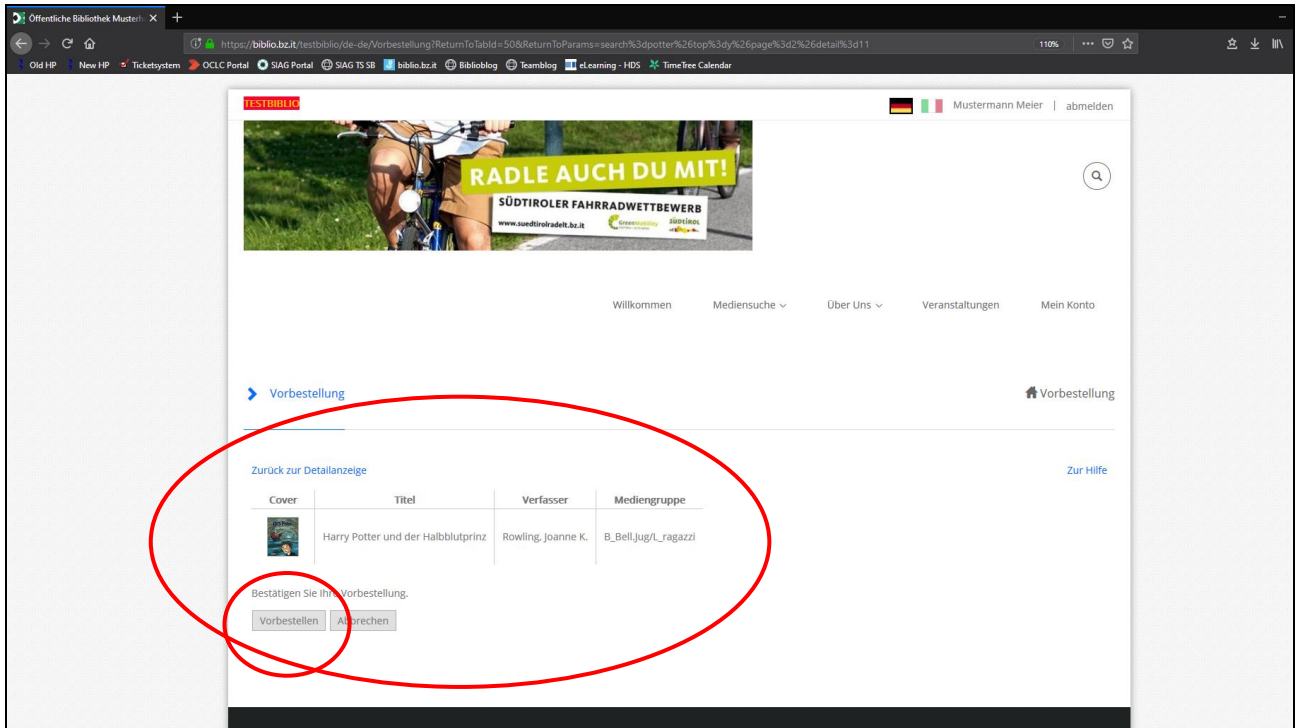 Öffentliche Bibliothek Musterh
https://biblio.bz.it/testbiblio/de-de/Vorbestellung?ReturnToTabId=50&ReturnToParams=search%3dpotter%26top%3dy%26page%3d2%26detail%3d11
110%
Old HP New HP Ticketsystem OCLC Portal SIAG Portal SIAG TS SB biblio.bz.it Biblioblog Teamblog eLearning - HDS TimeTree Calendar
TESTBIBLIO
Mustermann Meier | abmelden
RADLE AUCH DU MIT!
SÜDTIROLER FAHRRADWETTBEWERB
www.suedtirolradelt.bz.it GreenMobility SÜDTIROL
Willkommen Mediensuche Über Uns Veranstaltungen Mein Konto
Vorbestellung Vorbestellung
Zurück zur Detailanzeige Zur Hilfe
Cover Titel Verfasser Mediengruppe
Harry Potter und der Halbblutprinz Rowling, Joanne K. B_Bell.Jug/L_ragazzi
Bestätigen Sie Ihre Vorbestellung.
Vorbestellen Abbrechen